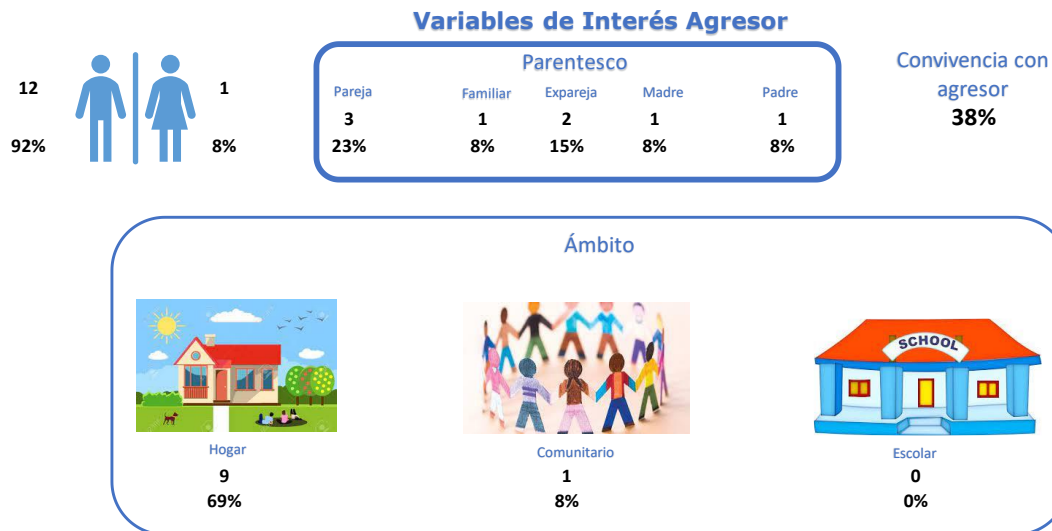 Variables de Interés Agresor
12
92%
1
8%
Parentesco
Pareja Familiar Expareja Madre Padre
3 1 2 1 1
23% 8% 15% 8% 8%
Convivencia con
agresor
38%
Ámbito
SCHOOL
Hogar Comunitario Escolar
9 1 0
69% 8% 0%